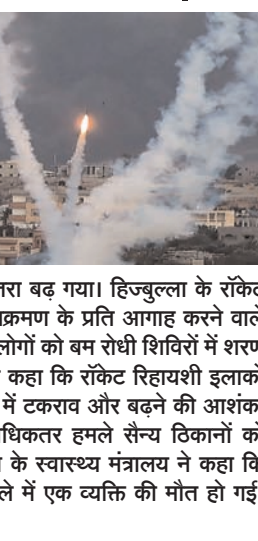 तरा बढ़ गया। हिज्बुल्ला के रॉकेट
क्रमण के प्रति आगाह करने वाले
लोगों को बम रोधी शिविरों में शरण
कहा कि रॉकेट रिहायशी इलाकों
में टकराव और बढ़ने की आशंका
धिकतर हमले सैन्य ठिकानों को
के स्वास्थ्य मंत्रालय ने कहा कि
ले में एक व्यक्ति की मौत हो गई